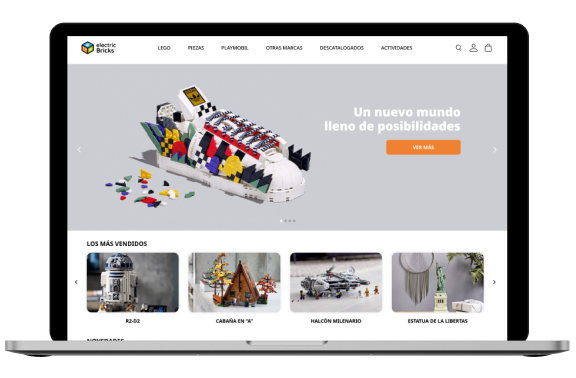 electric
Bricks
LEGO
PIEZAS
PLAYMOBIL
OTRAS MARCAS
DESCATALOGADOS
ACTIVIDADES
Un nuevo mundo
lleno de posibilidades
VER MÁS
LOS MÁS VENDIDOS
R2-D2
CABAÑA EN "A"
HALCÓN MILENARIO
ESTATUA DE LA LIBERTAS